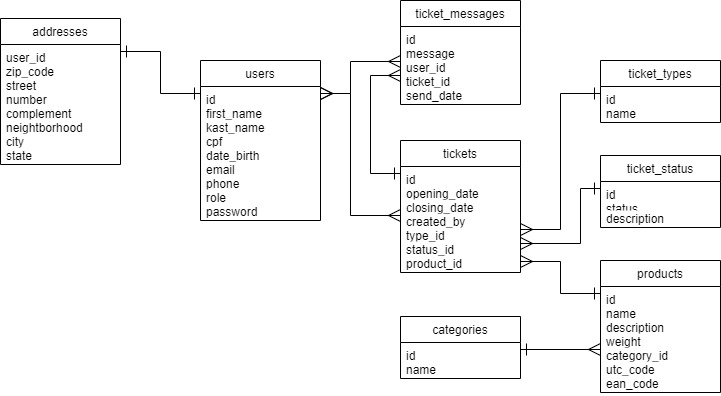 addresses
user_id
zip_code
street
number
complement
neightborhood
city
state
users
id
first_name
kast_name
cpf
date_birth
email
phone
role
password
ticket_messages
id
message
user_id
ticket_id
send_date
tickets
id
opening_date
closing_date
created_by
type_id
status_id
product_id
categories
id
name
ticket_types
id
name
ticket_status
id
status
description
products
id
name
description
weight
category_id
utc_code
ean_code